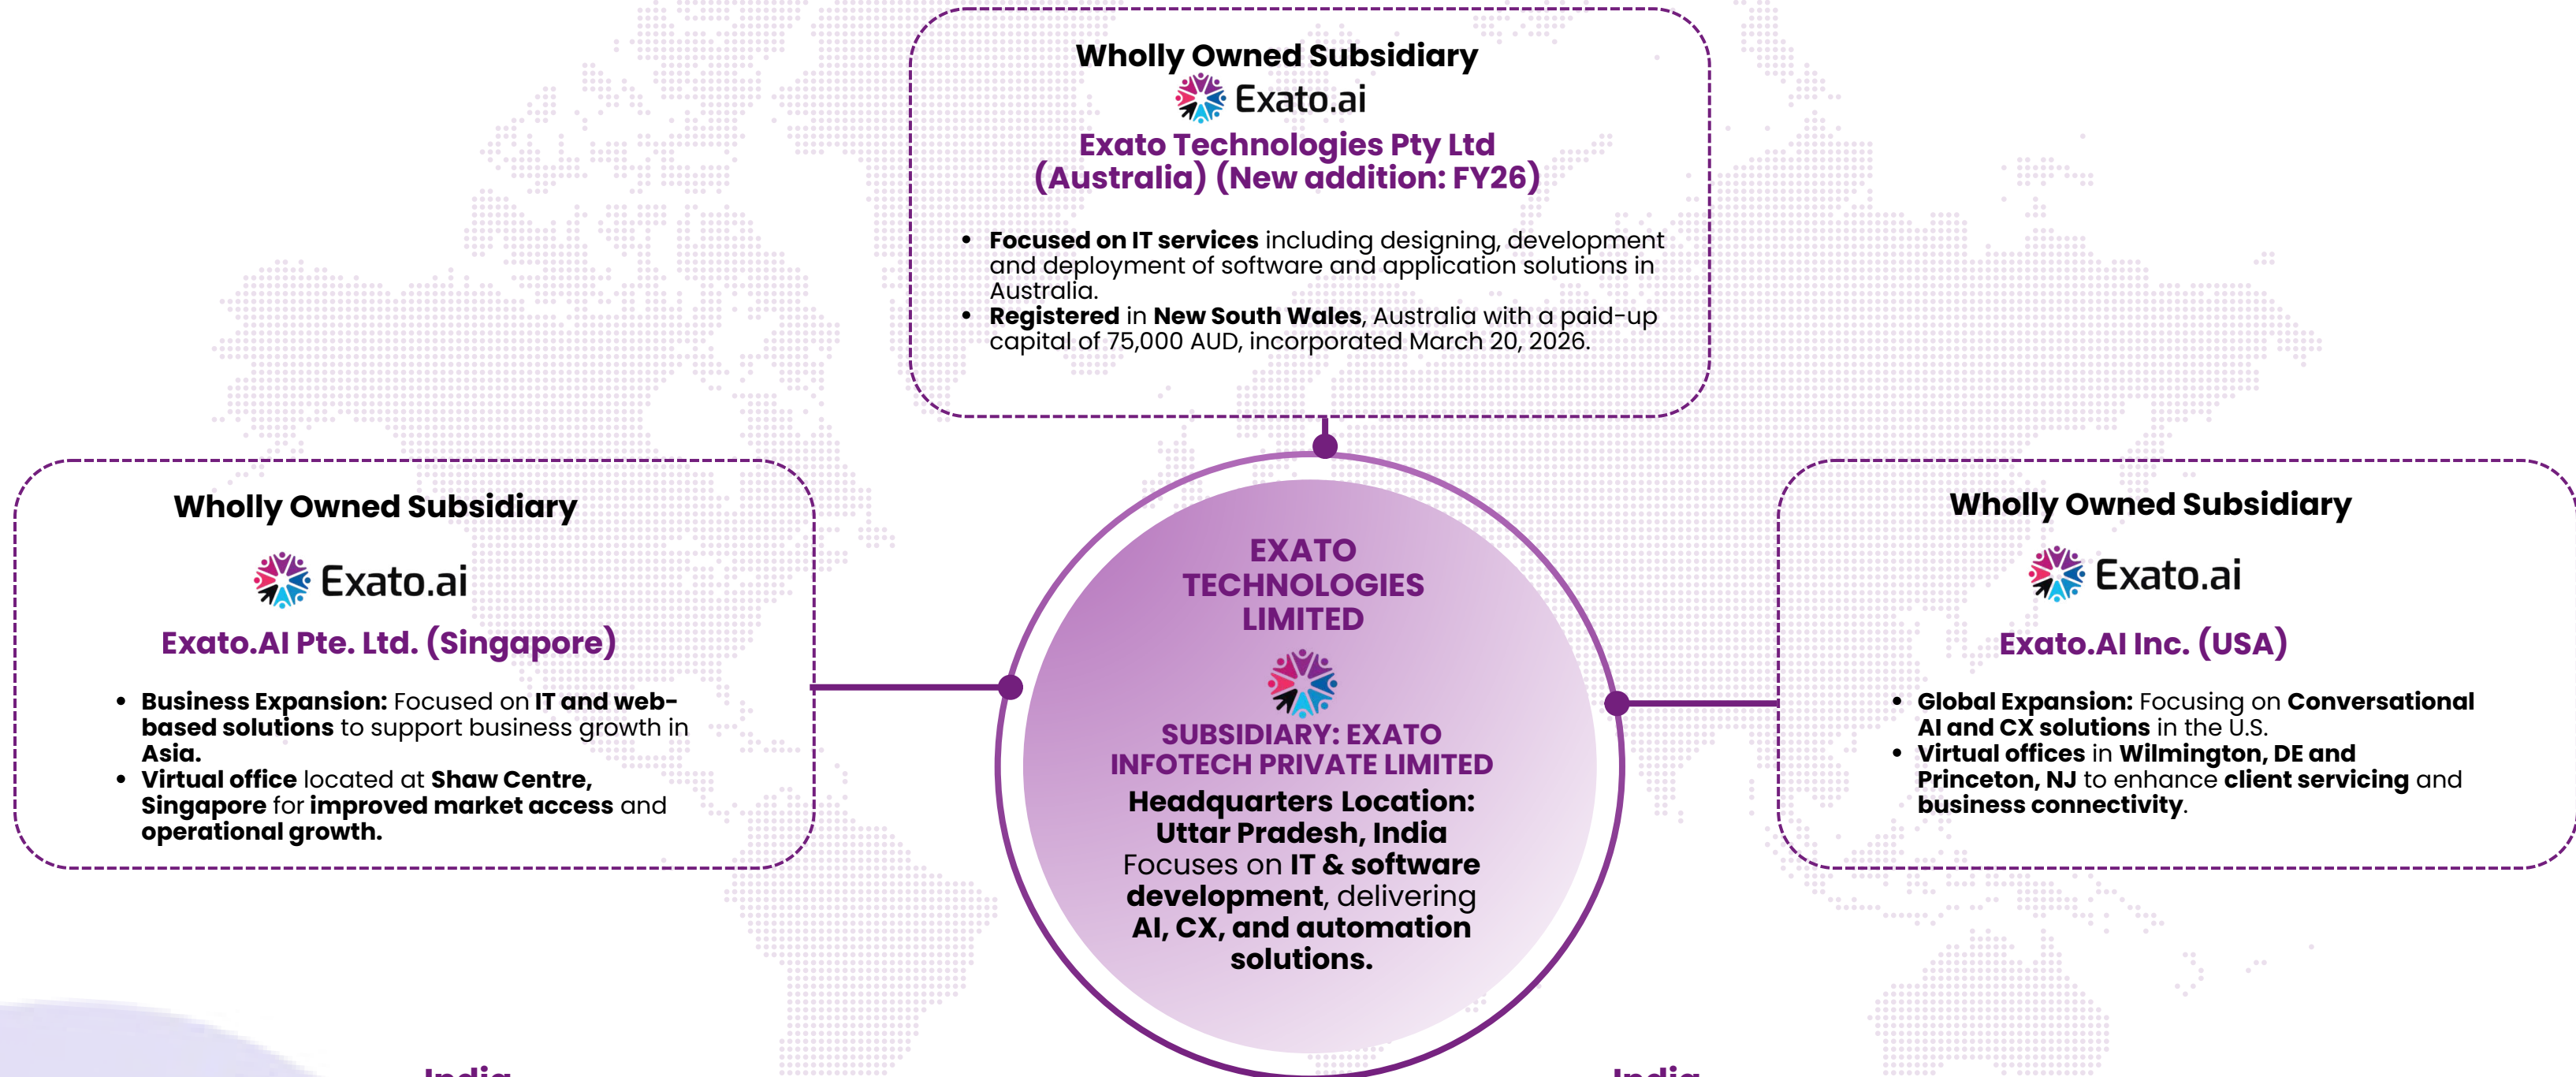 Wholly Owned Subsidiary
Exato.ai
Exato Technologies Pty Ltd
(Australia) (New addition: FY26)
• Focused on IT services including designing, development
and deployment of software and application solutions in
Australia.
• Registered in New South Wales, Australia with a paid-up
capital of 75,000 AUD, incorporated March 20, 2026.
Wholly Owned Subsidiary
Exato.ai
Exato.AI Pte. Ltd. (Singapore)
• Business Expansion: Focused on IT and web-
based solutions to support business growth in
Asia.
• Virtual office located at Shaw Centre,
Singapore for improved market access and
operational growth.
EXATO
TECHNOLOGIES
LIMITED
SUBSIDIARY: EXATO
INFOTECH PRIVATE LIMITED
Headquarters Location:
Uttar Pradesh, India
Focuses on IT & software
development, delivering
AI, CX, and automation
solutions.
Wholly Owned Subsidiary
Exato.ai
Exato.AI Inc. (USA)
• Global Expansion: Focusing on Conversational
AI and CX solutions in the U.S.
• Virtual offices in Wilmington, DE and
Princeton, NJ to enhance client servicing and
business connectivity.
India
India